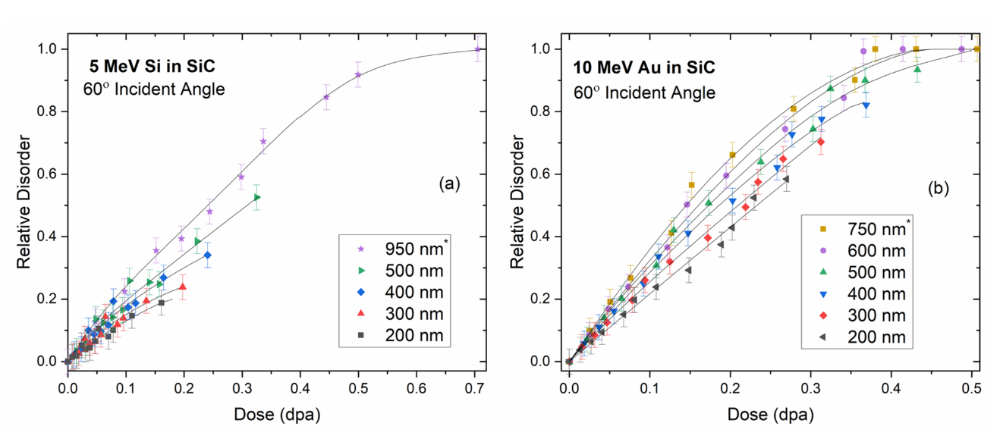 5 MeV Si in SiC
60° Incident Angle
(a)
950 nm*
500 nm
400 nm
300 nm
200 nm
Relative Disorder
1.0
0.8
0.6
0.4
0.2
0.0
0.0 0.1 0.2 0.3 0.4 0.5 0.6 0.7
Dose (dpa)
10 MeV Au in SiC
60° Incident Angle
(b)
750 nm*
600 nm
500 nm
400 nm
300 nm
200 nm
Relative Disorder
1.0
0.8
0.6
0.4
0.2
0.0
0.0 0.1 0.2 0.3 0.4 0.5
Dose (dpa)